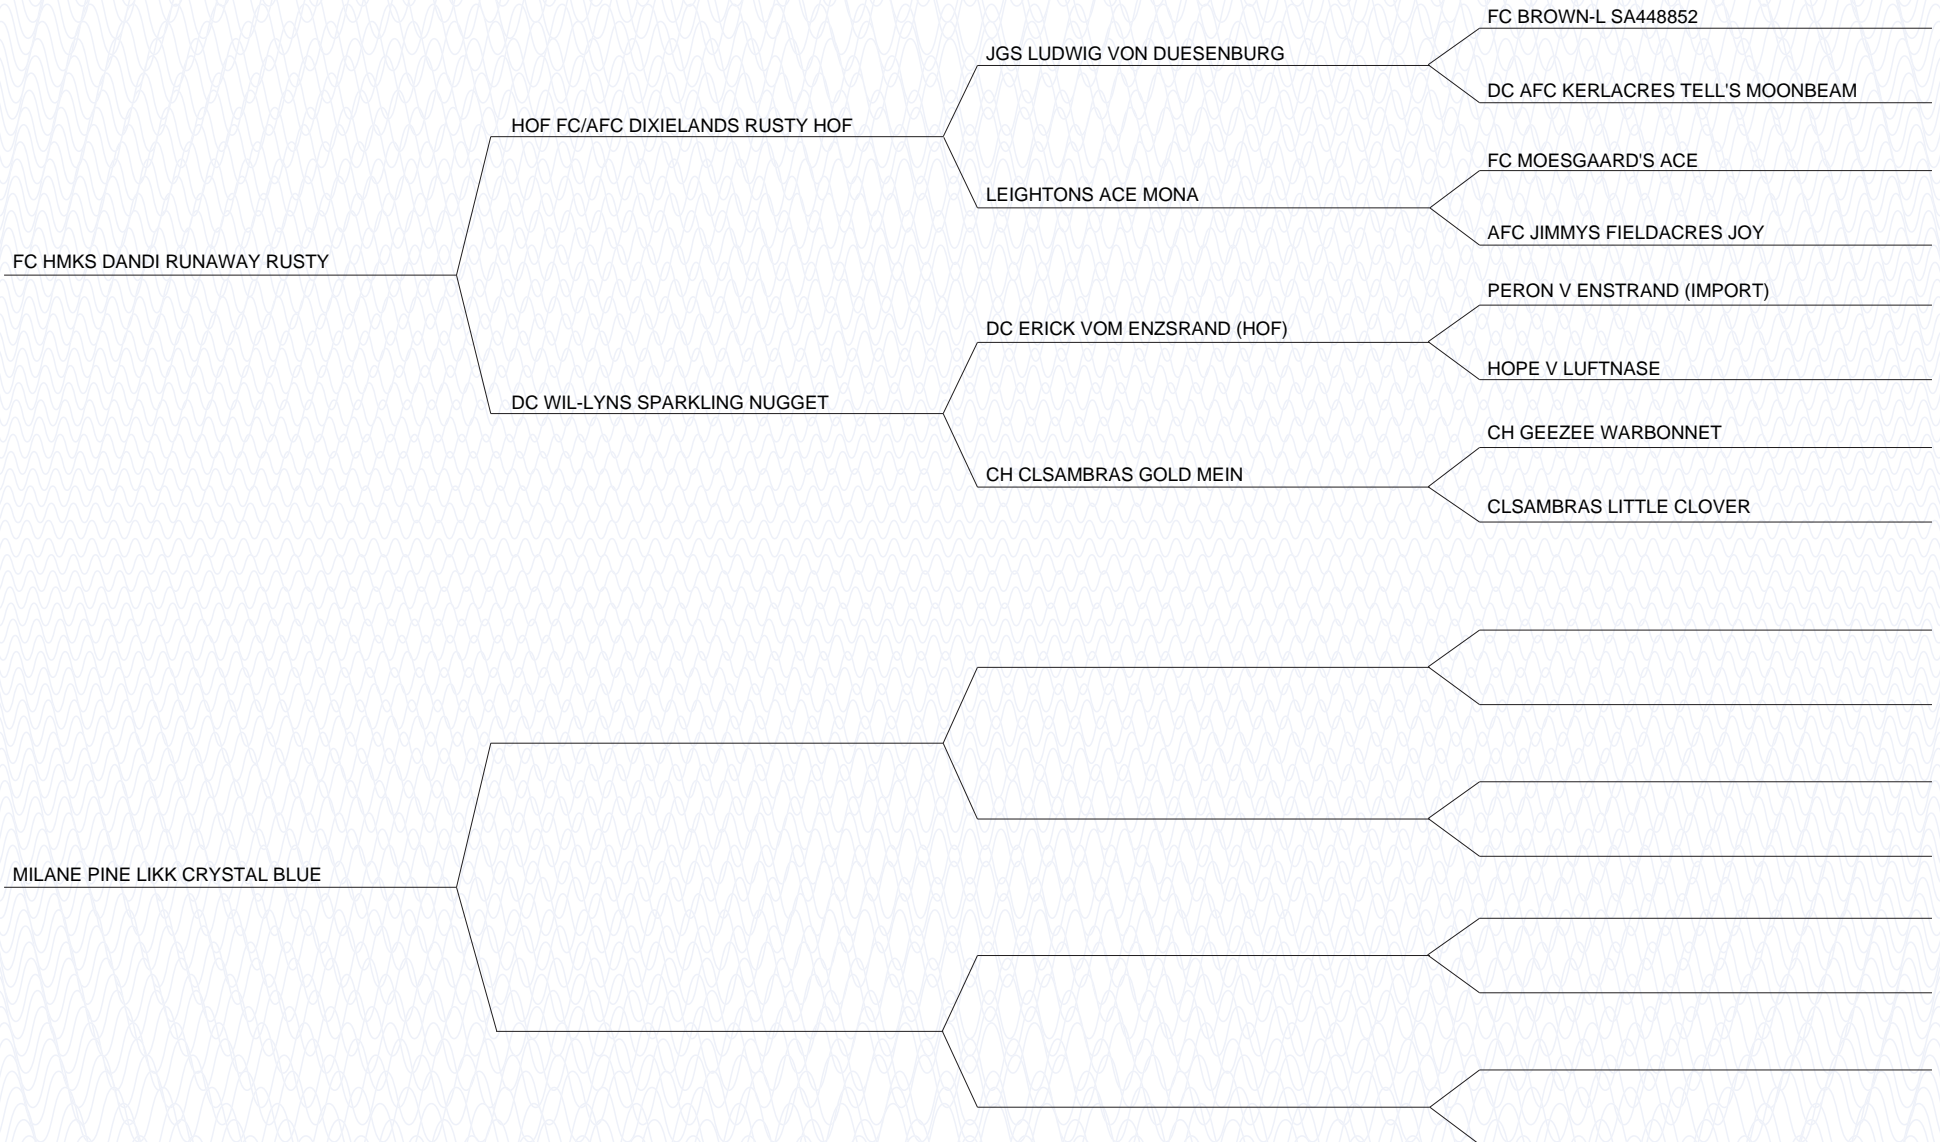 FC BROWN-L SA448852
JGS LUDWIG VON DUESENBURG
DC AFC KERLACRES TELL'S MOONBEAM
HOF FC/AFC DIXIELANDS RUSTY HOF
FC MOESGAARD'S ACE
LEIGHTONS ACE MONA
AFC JIMMYS FIELDACRES JOY
FC HMKS DANDI RUNAWAY RUSTY
PERON V ENSTRAND (IMPORT)
DC ERICK VOM ENZSRAND (HOF)
HOPE V LUFTNASE
DC WIL-LYNS SPARKLING NUGGET
CH GEEZEE WARBONNET
CH CLSAMBRAS GOLD MEIN
CLSAMBRAS LITTLE CLOVER
MILANE PINE LIKK CRYSTAL BLUE